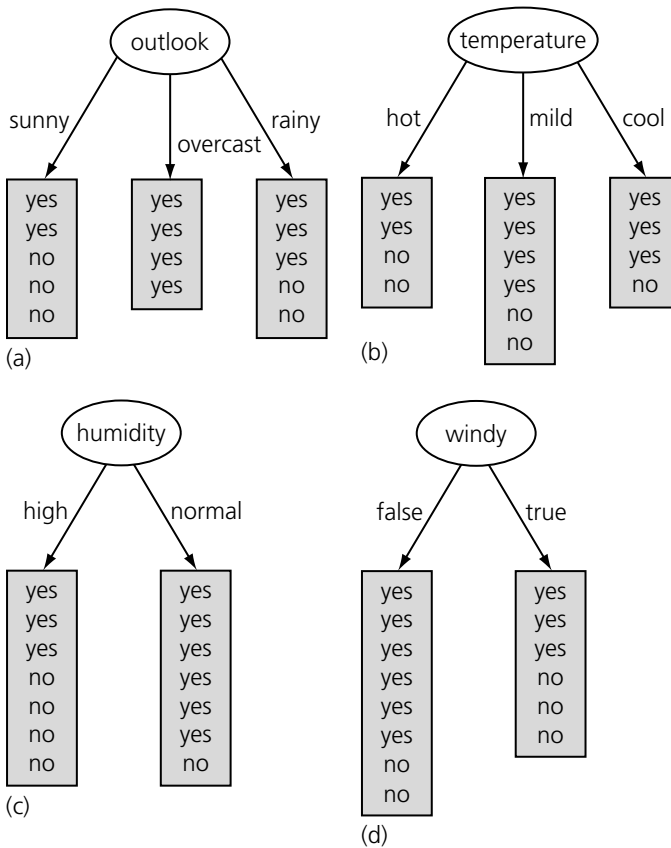 outlook
sunny
overcast
rainy
yes
yes
no
no
no
yes
yes
yes
yes
yes
yes
yes
no
no
(a)
temperature
hot
mild
cool
yes
yes
no
no
yes
yes
yes
yes
no
no
yes
yes
yes
no
(b)
humidity
high
normal
yes
yes
yes
no
no
no
no
yes
yes
yes
yes
yes
yes
no
(c)
windy
false
true
yes
yes
yes
yes
yes
yes
no
no
yes
yes
yes
no
no
no
(d)